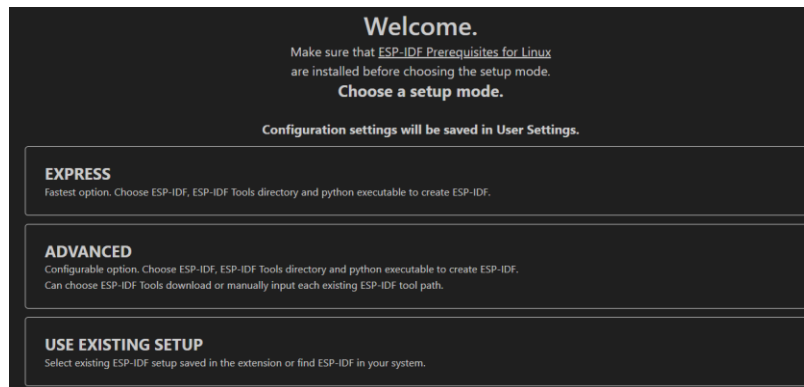 Welcome.
Make sure that ESP-IDF Prerequisites for Linux
are installed before choosing the setup mode.
Choose a setup mode.
Configuration settings will be saved in User Settings.
EXPRESS
Fastest option. Choose ESP-IDF, ESP-IDF Tools directory and python executable to create ESP-IDF.
ADVANCED
Configurable option. Choose ESP-IDF, ESP-IDF Tools directory and python executable to create ESP-IDF.
Can choose ESP-IDF Tools download or manually input each existing ESP-IDF tool path.
USE EXISTING SETUP
Select existing ESP-IDF setup saved in the extension or find ESP-IDF in your system.